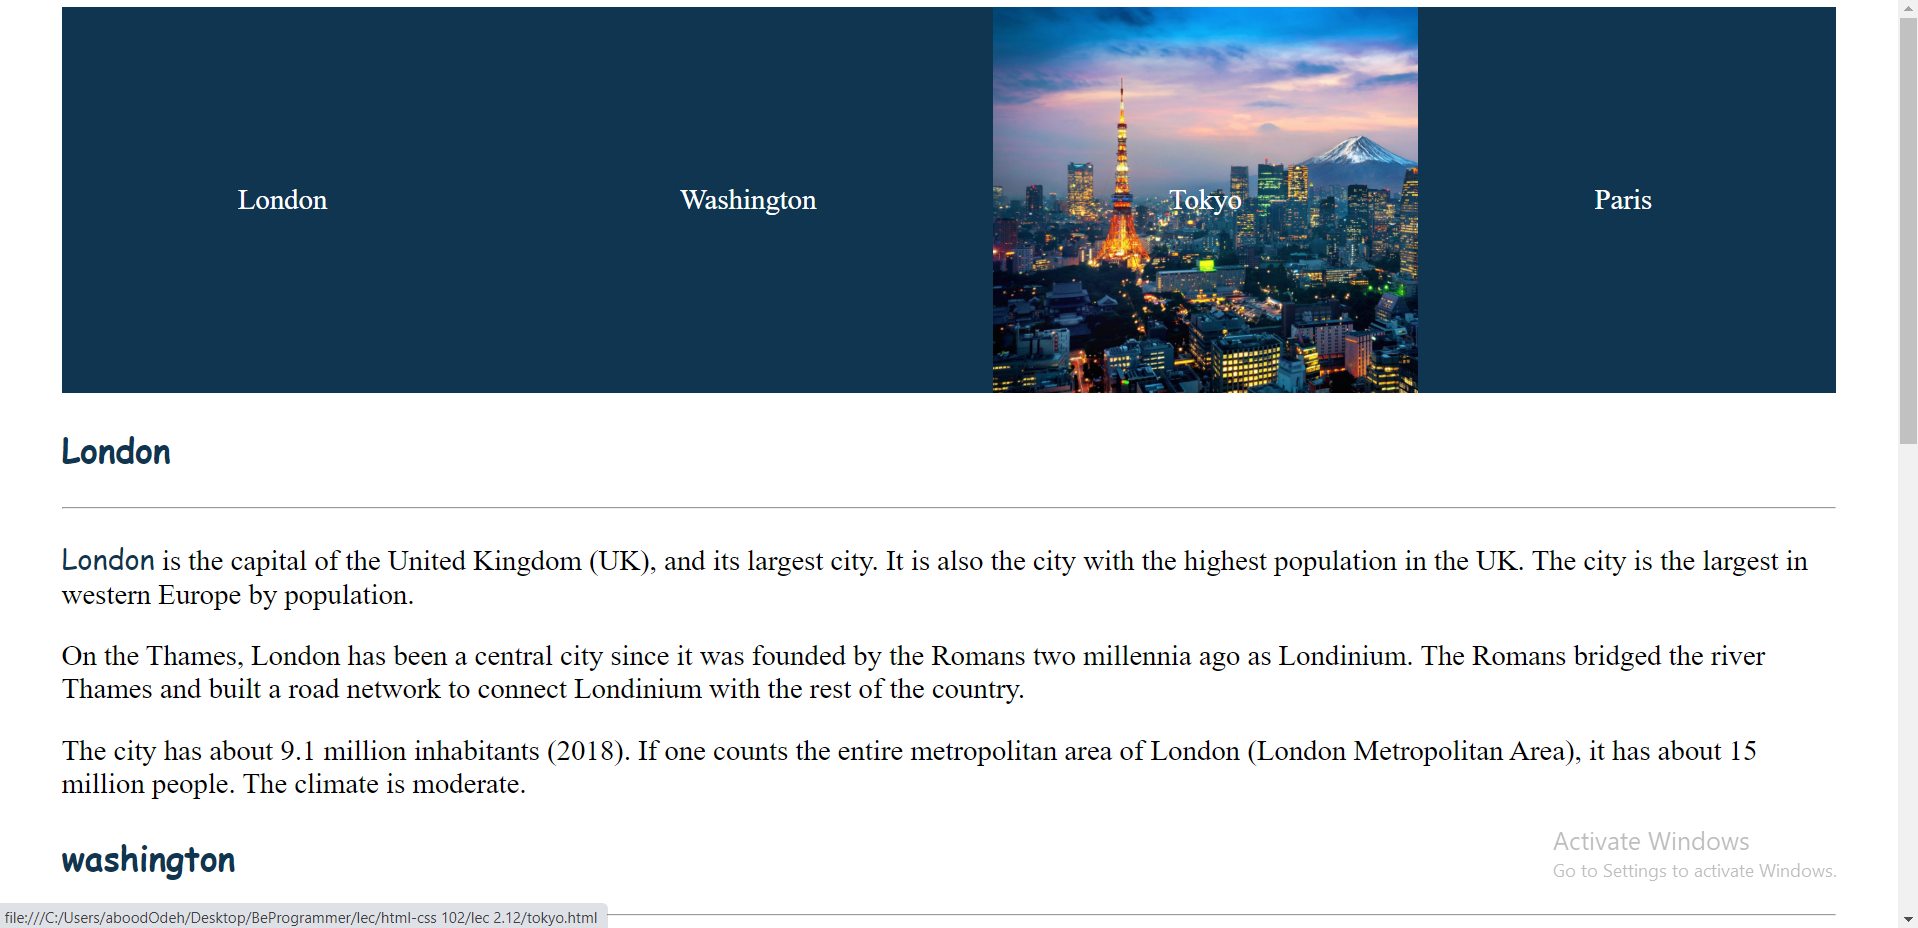 London Washington Tokyo Paris
London
London is the capital of the United Kingdom (UK), and its largest city. It is also the city with the highest population in the UK. The city is the largest in
western Europe by population.
On the Thames, London has been a central city since it was founded by the Romans two millennia ago as Londinium. The Romans bridged the river
Thames and built a road network to connect Londinium with the rest of the country.
The city has about 9.1 million inhabitants (2018). If one counts the entire metropolitan area of London (London Metropolitan Area), it has about 15
million people. The climate is moderate.
washington
Activate Windows
Go to Settings to activate Windows.
file:///C:/Users/aboodOdeh/Desktop/BeProgrammer/lec/html-css 102/lec 2.12/tokyo.html